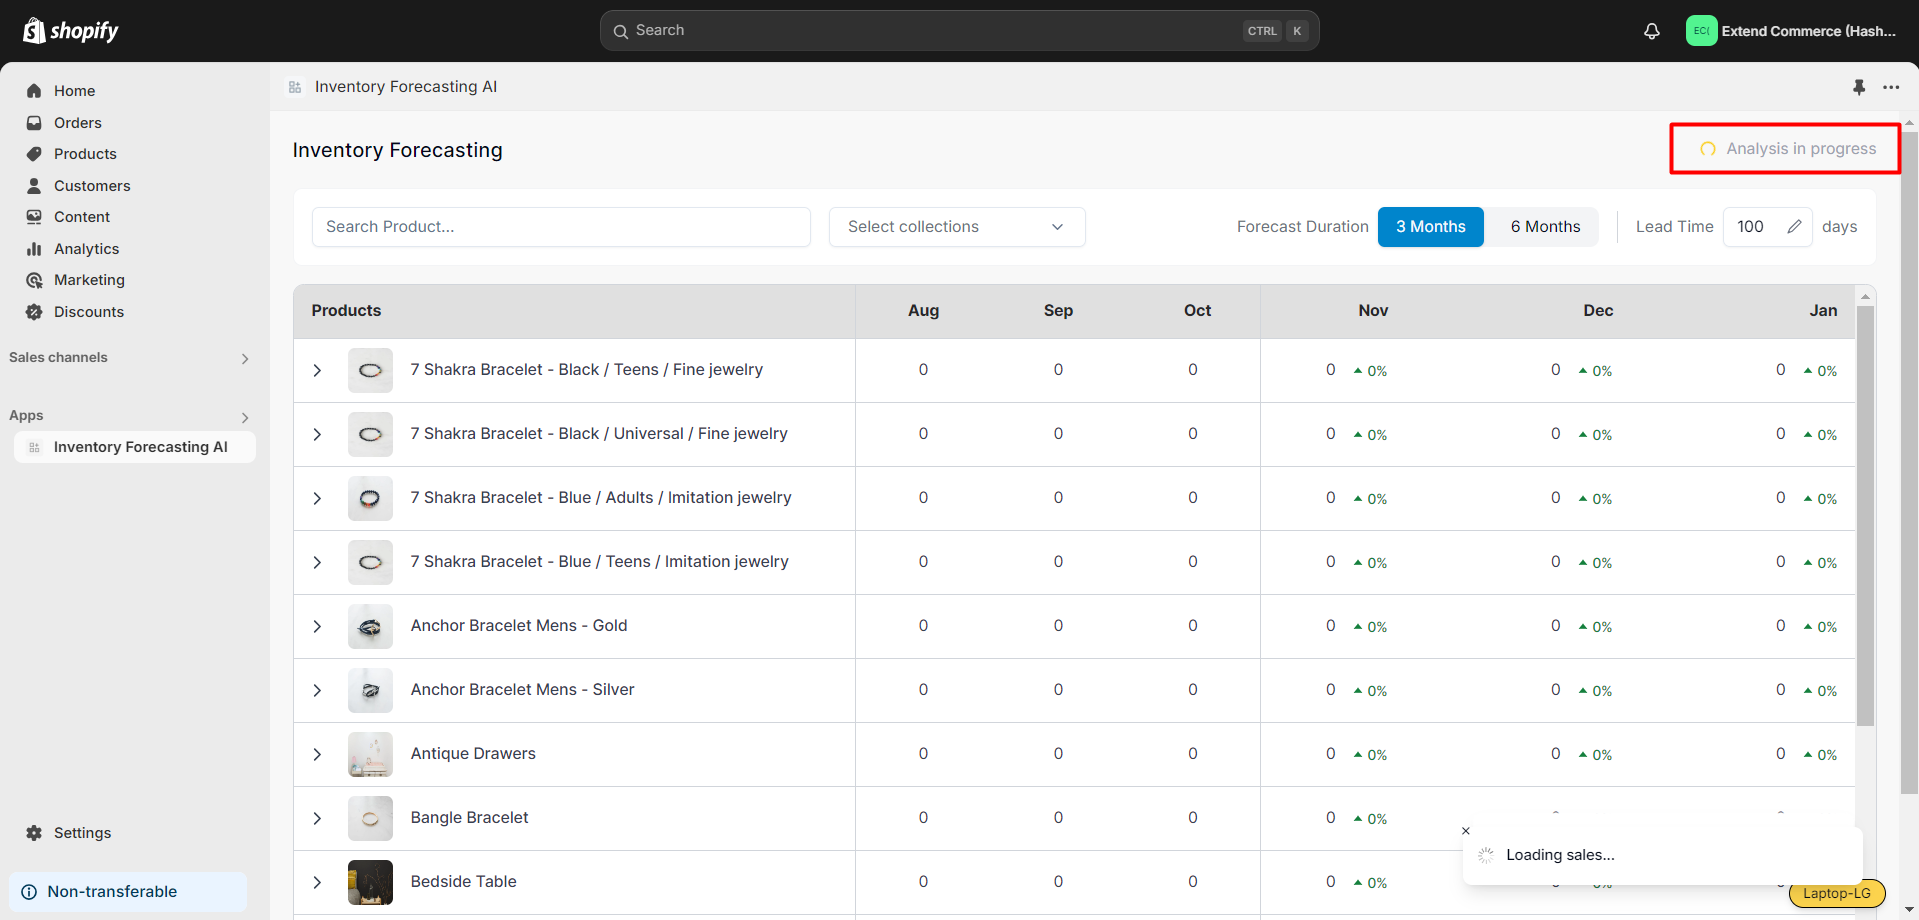 shopify
Search
CTRL K
EC(
Extend Commerce (Hash...
Home
Orders
Products
Customers
Content
Analytics
Marketing
Discounts
Sales channels
Apps
Inventory Forecasting AI
Settings
Non-transferable
Inventory Forecasting AI
Inventory Forecasting
Analysis in progress
Search Product...
Select collections
Forecast Duration 3 Months 6 Months Lead Time 100 days
Products Aug Sep Oct Nov Dec Jan
7 Shakra Bracelet - Black / Teens / Fine jewelry 0 0 0 0 0% 0 0% 0 0%
7 Shakra Bracelet - Black / Universal / Fine jewelry 0 0 0 0 0% 0 0% 0 0%
7 Shakra Bracelet - Blue / Adults / Imitation jewelry 0 0 0 0 0% 0 0% 0 0%
7 Shakra Bracelet - Blue / Teens / Imitation jewelry 0 0 0 0 0% 0 0% 0 0%
Anchor Bracelet Mens - Gold 0 0 0 0 0% 0 0% 0 0%
Anchor Bracelet Mens - Silver 0 0 0 0 0% 0 0% 0 0%
Antique Drawers 0 0 0 0 0% 0 0% 0 0%
Bangle Bracelet 0 0 0 0 0%
Bedside Table 0 0 0 0 0%
Loading sales...
Laptop-LG